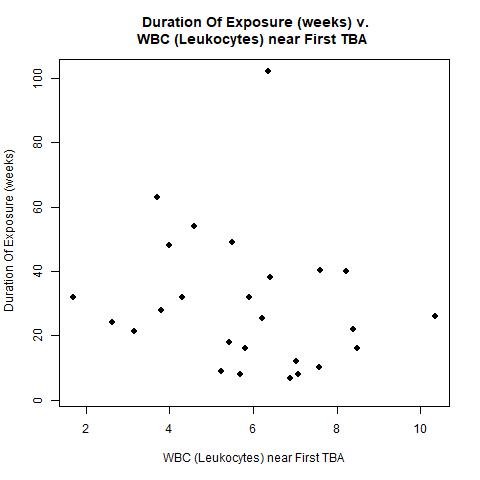 Duration Of Exposure (weeks) v.
WBC (Leukocytes) near First TBA
Duration Of Exposure (weeks)
100
80
60
40
20
0
2 4 6 8 10
WBC (Leukocytes) near First TBA